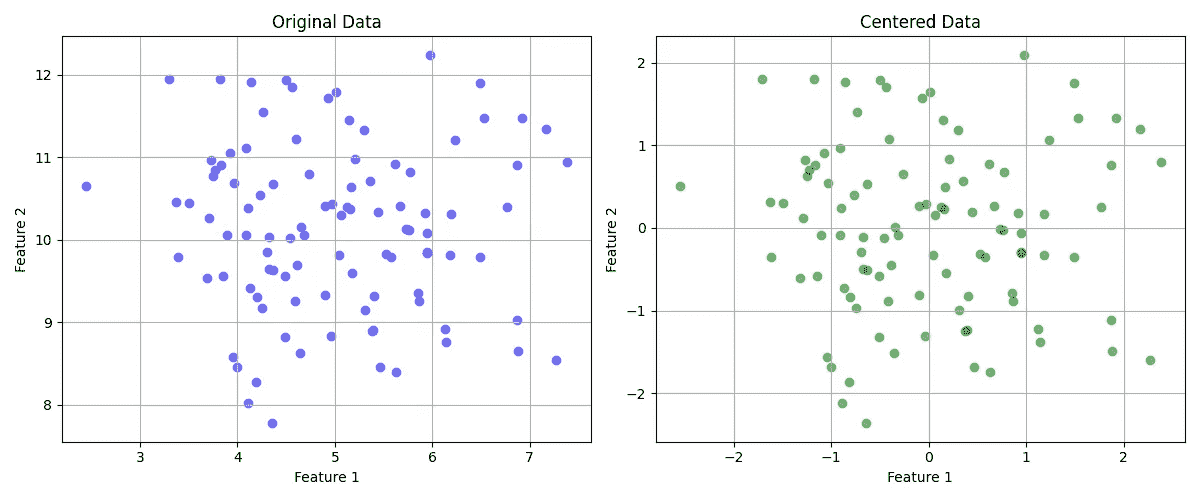 Original Data
12
11
10
9
8
Feature 2
3 4 5 6 7
Feature 1
Centered Data
2
1
0
−1
−2
Feature 2
−2 −1 0 1 2
Feature 1